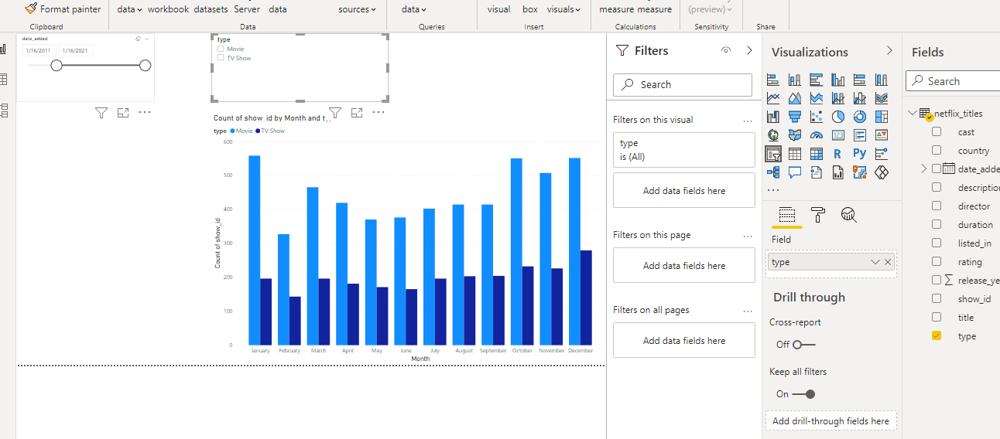 Format painter
data
workbook
datasets
Server
data
sources
data
visual
box
visuals
measure
measure
(preview)
Clipboard
Data
Queries
Insert
Calculations
Sensitivity
Share
date_added
1/16/2011
1/16/2021
type
Movie
TV Show
Count of show_id by Month and t...
type Movie TV Show
Count of show_id
600
500
400
300
200
100
0
January
February
March
April
May
June
July
August
September
October
November
December
Month
Filters
Search
Filters on this visual
...
type
is (All)
Add data fields here
Filters on this page
...
Add data fields here
Filters on all pages
...
Add data fields here
Visualizations
123
R
Py
...
Field
type
Drill through
Cross-report
Off
Keep all filters
On
Add drill-through fields here
Fields
Search
netflix_titles
cast
country
date_adde
description
director
duration
listed_in
rating
release_ye
show_id
title
type